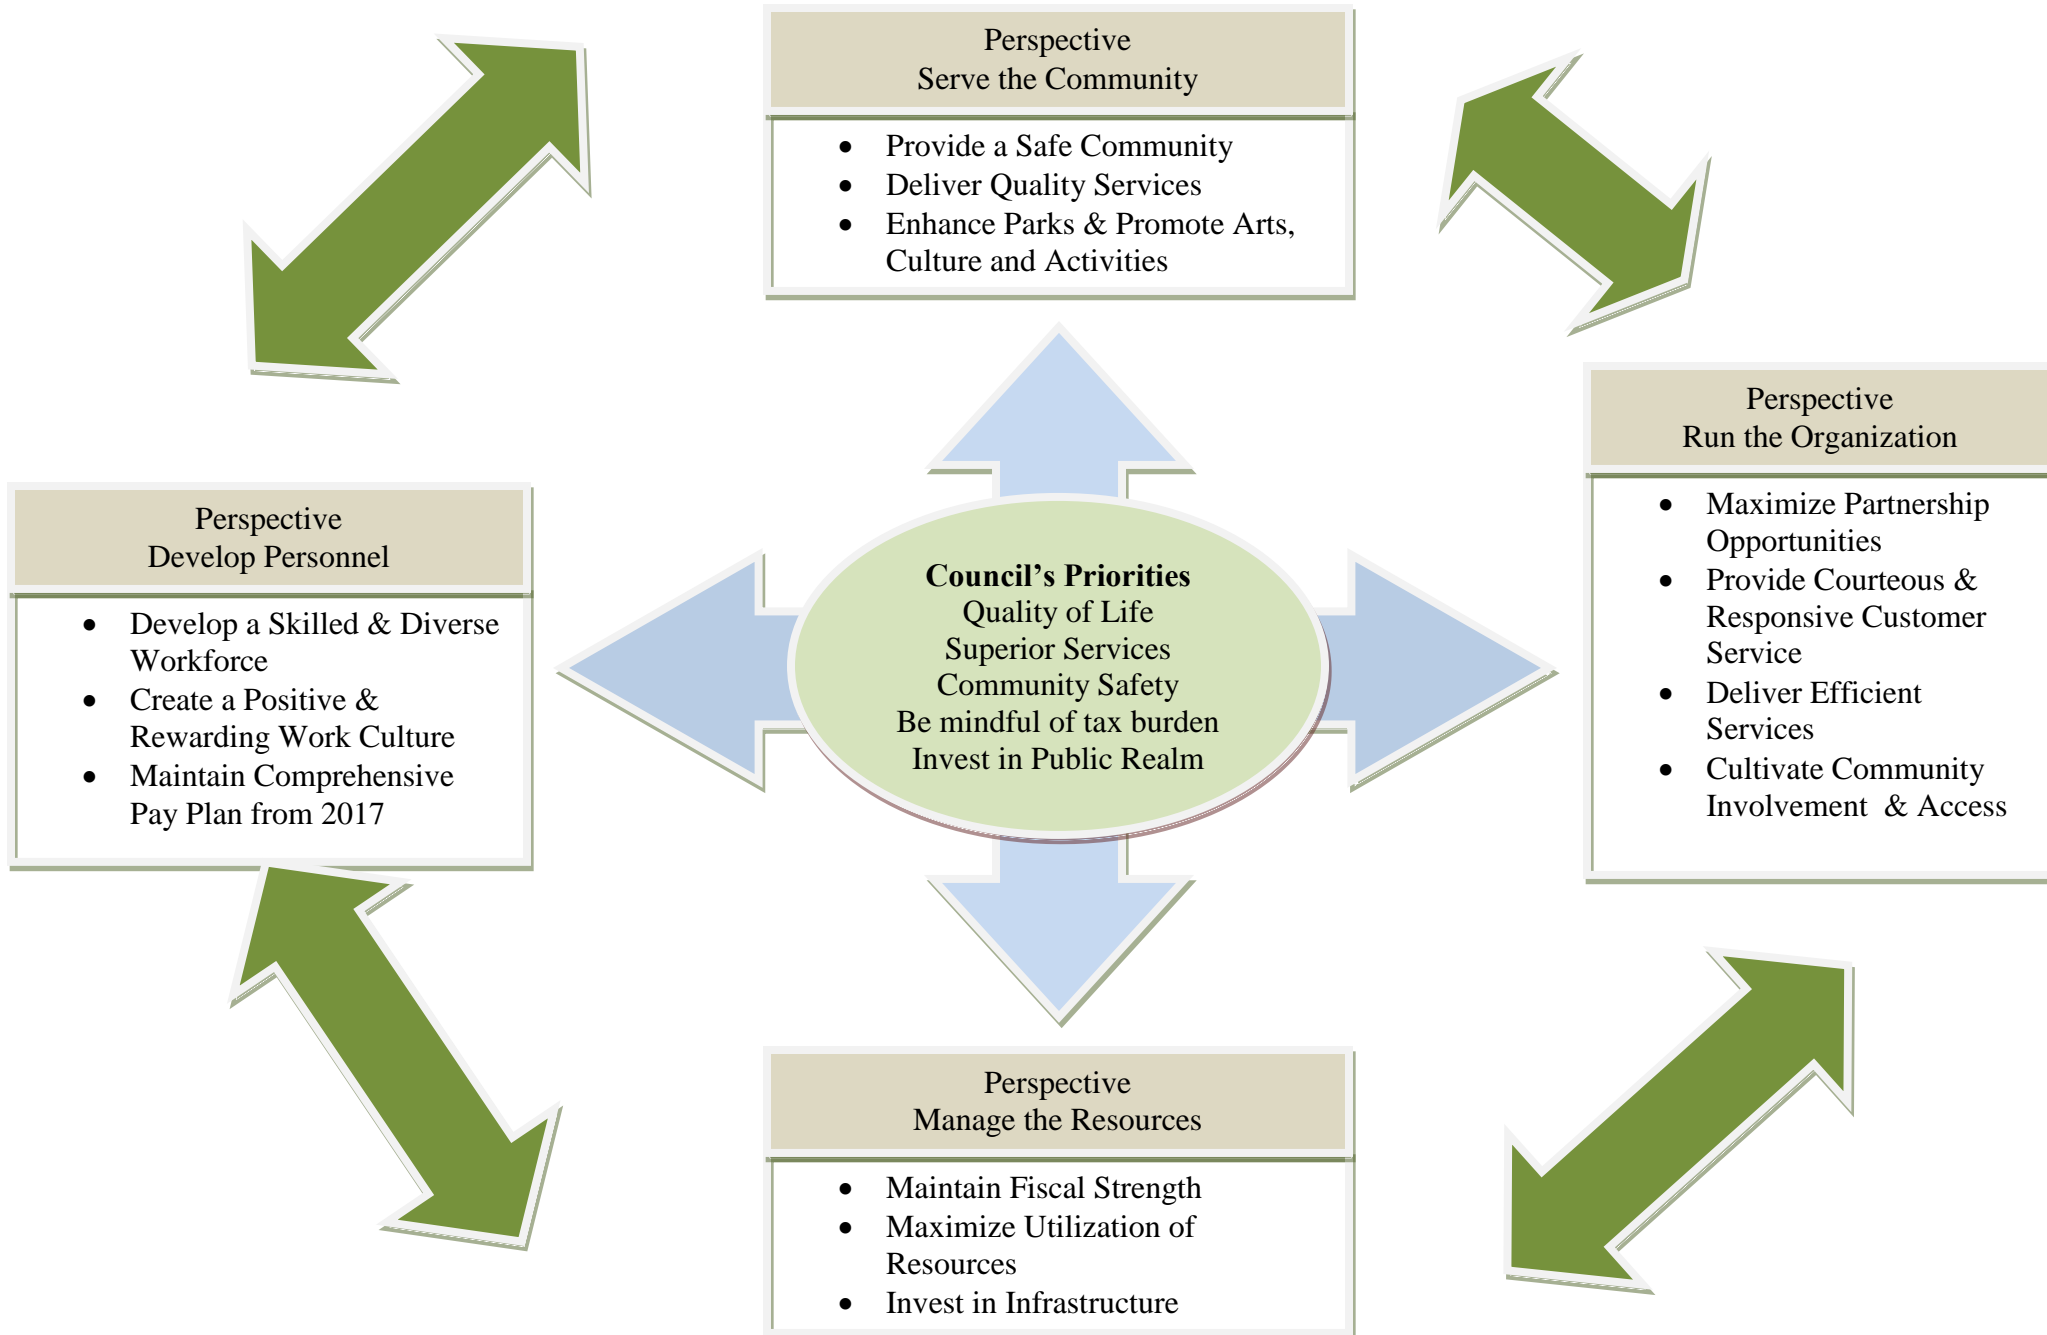 Perspective
Serve the Community
• Provide a Safe Community
• Deliver Quality Services
• Enhance Parks & Promote Arts,
Culture and Activities
Perspective
Develop Personnel
• Develop a Skilled & Diverse
Workforce
• Create a Positive &
Rewarding Work Culture
• Maintain Comprehensive
Pay Plan from 2017
Council’s Priorities
Quality of Life
Superior Services
Community Safety
Be mindful of tax burden
Invest in Public Realm
Perspective
Run the Organization
• Maximize Partnership
Opportunities
• Provide Courteous &
Responsive Customer
Service
• Deliver Efficient
Services
• Cultivate Community
Involvement  & Access
Perspective
Manage the Resources
• Maintain Fiscal Strength
• Maximize Utilization of
Resources
• Invest in Infrastructure